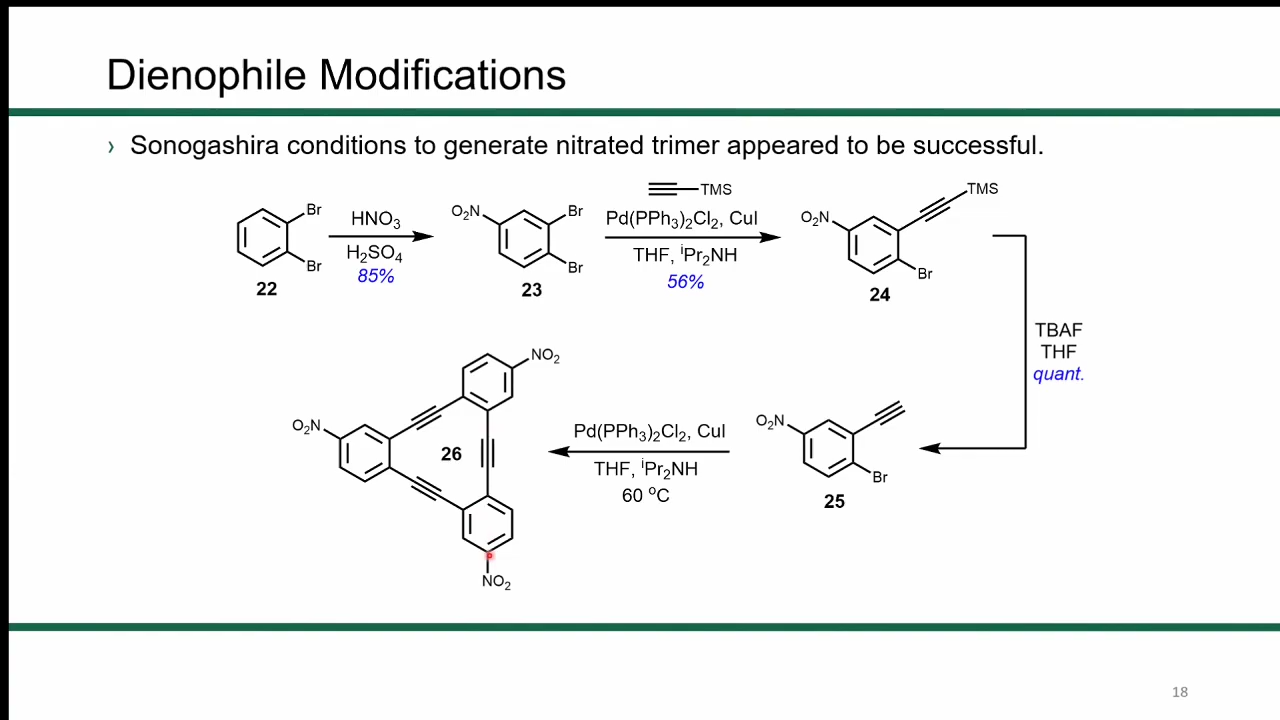 Dienophile Modifications
› Sonogashira conditions to generate nitrated trimer appeared to be successful.
Br
Br
22
HNO₃
H₂SO₄
85%
O₂N
Br
Br
23
TMS
Pd(PPh₃)₂Cl₂, CuI
THF, ⁱPr₂NH
56%
O₂N
TMS
Br
24
TBAF
THF
quant.
O₂N
Br
25
Pd(PPh₃)₂Cl₂, CuI
THF, ⁱPr₂NH
60 ºC
NO₂
O₂N
26
NO₂
18